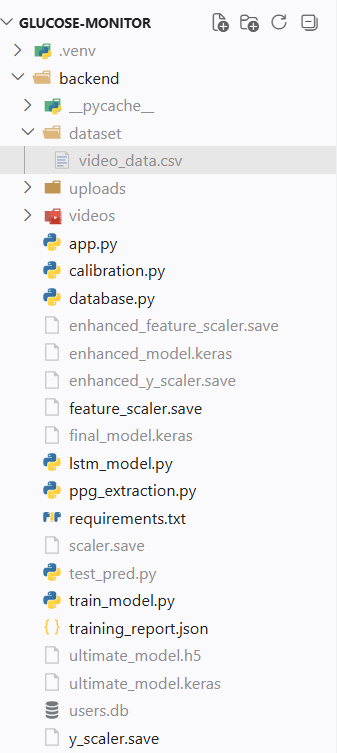 GLUCOSE-MONITOR
.venv
backend
__pycache__
dataset
video_data.csv
uploads
videos
app.py
calibration.py
database.py
enhanced_feature_scaler.save
enhanced_model.keras
enhanced_y_scaler.save
feature_scaler.save
final_model.keras
lstm_model.py
ppg_extraction.py
requirements.txt
scaler.save
test_pred.py
train_model.py
training_report.json
ultimate_model.h5
ultimate_model.keras
users.db
y_scaler.save